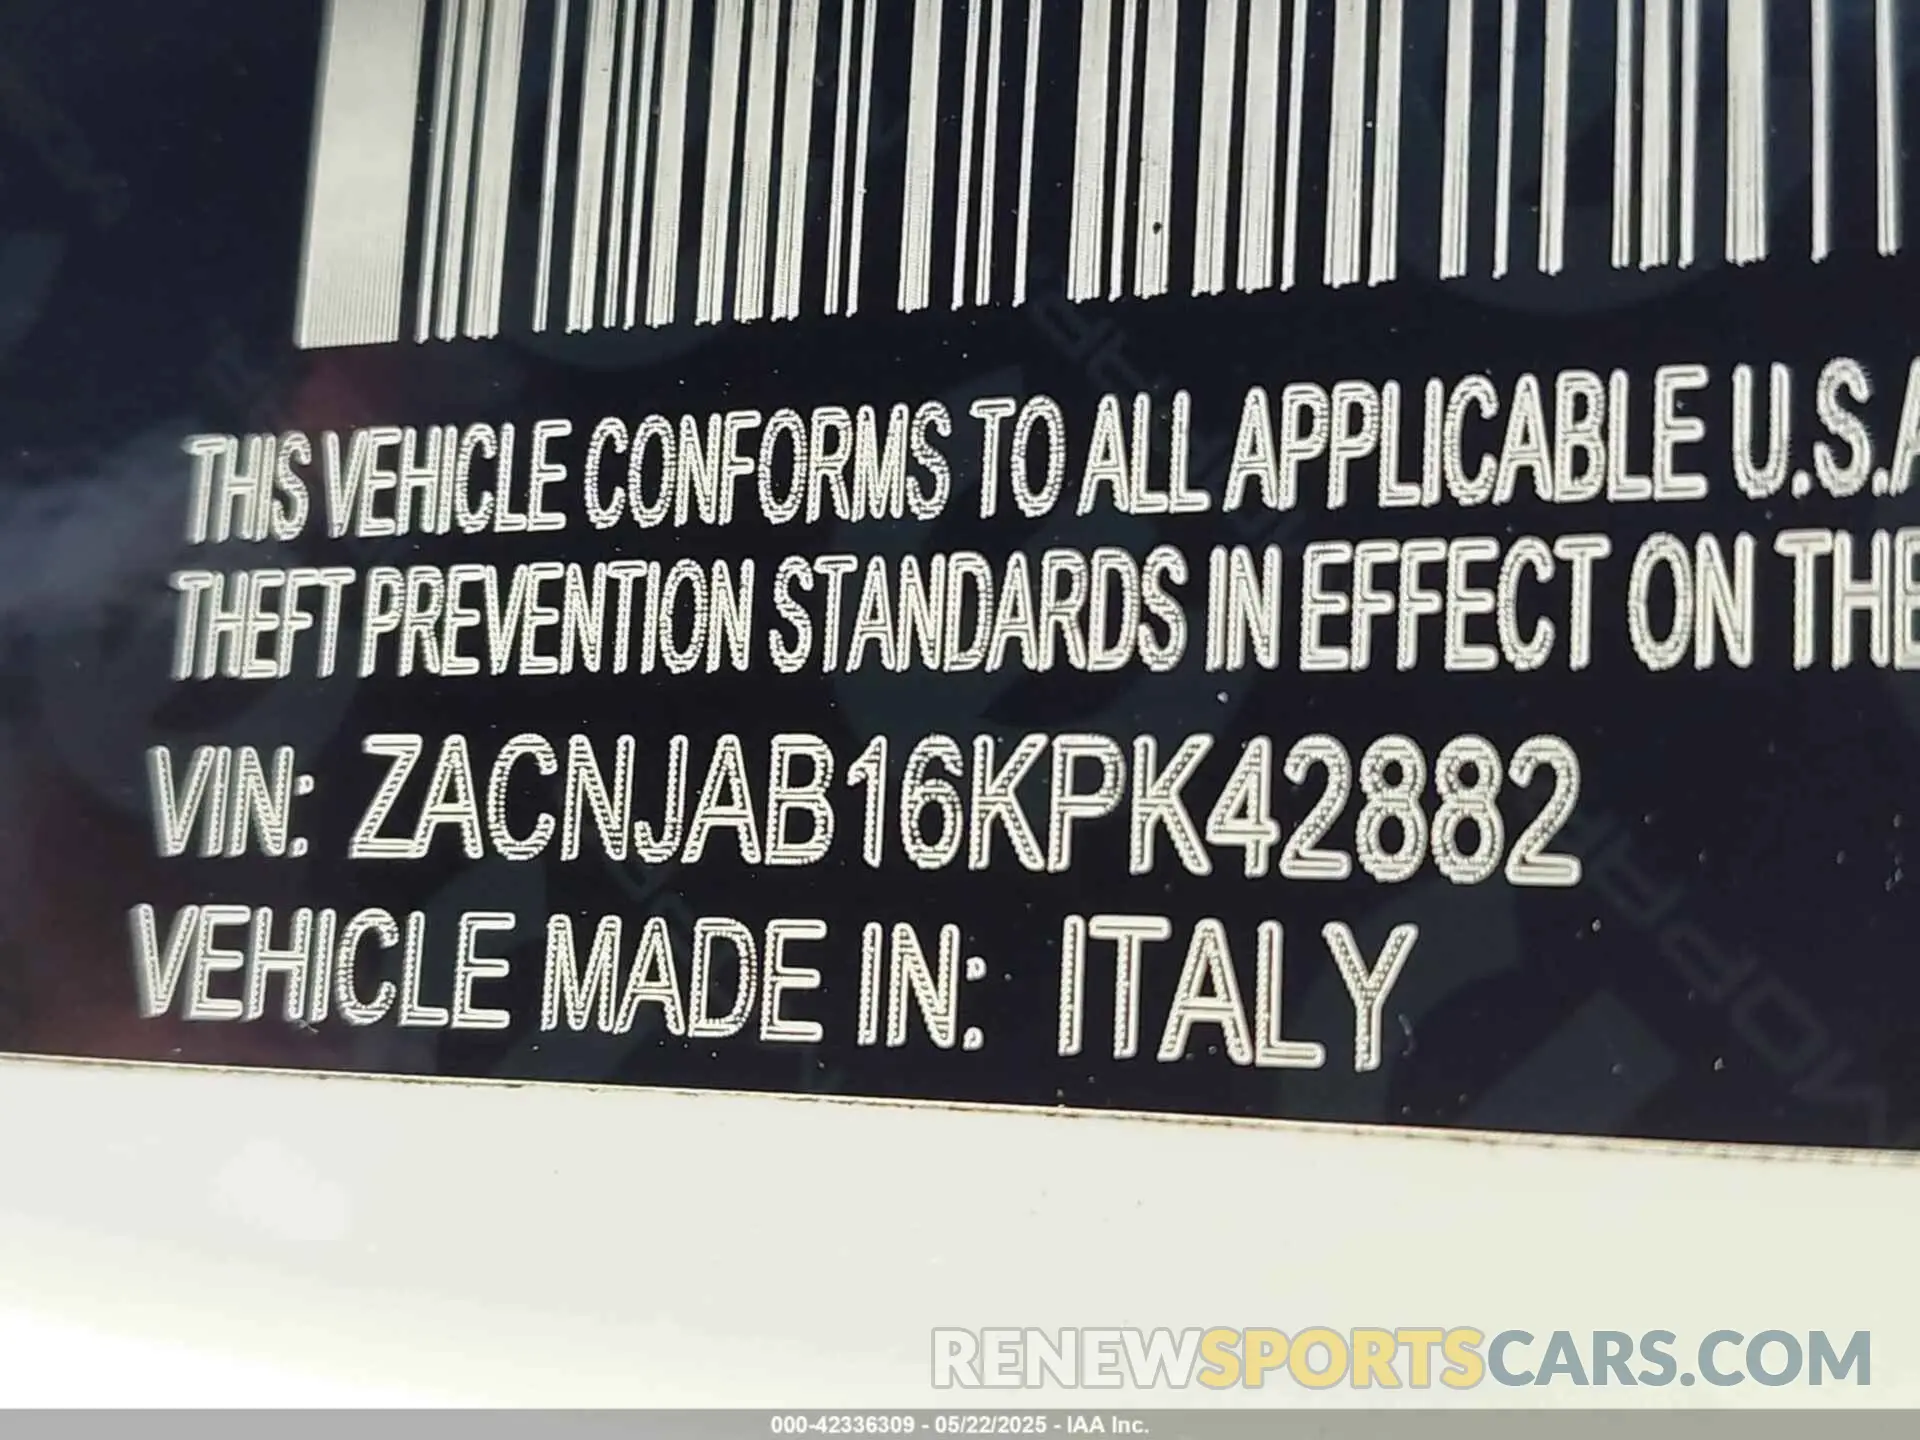 THIS VEHICLE CONFORMS TO ALL APPLICABLE U.S.A
THEFT PREVENTION STANDARDS IN EFFECT ON THE
VIN: ZACNJAB16KPK42882
VEHICLE MADE IN: ITALY
RENEWSPORTSCARS.COM
000-42336309 - 05/22/2025 - IAA Inc.